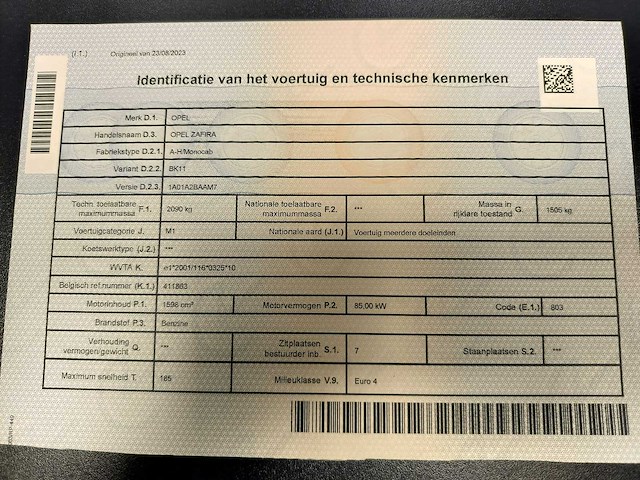 (I.T.) Origineel van 23/08/2023
Identificatie van het voertuig en technische kenmerken
Merk D.1. OPEL
Handelsnaam D.3. OPEL ZAFIRA
Fabriekstype D.2.1. A-H/Monocab
Variant D.2.2. BK11
Versie D.2.3. 1A01A2BAAM7
Techn. toelaatbare maximummassa F.1. 2090 kg Nationale toelaatbare maximummassa F.2. *** Massa in rijklare toestand G. 1505 kg
Voertuigcategorie J. M1 Nationale aard (J.1.) Voertuig meerdere doeleinden
Koetswerktype (J.2.) ***
WVTA K. e1*2001/116*0325*10
Belgisch ref.nummer (K.1.) 411863
Motorinhoud P.1. 1598 cm³ Motorvermogen P.2. 85,00 kW Code (E.1.) 803
Brandstof P.3. Benzine
Verhouding vermogen/gewicht Q. *** Zitplaatsen bestuurder inb. S.1. 7 Staanplaatsen S.2. ***
Maximum snelheid T. 185 Milieuklasse V.9. Euro 4